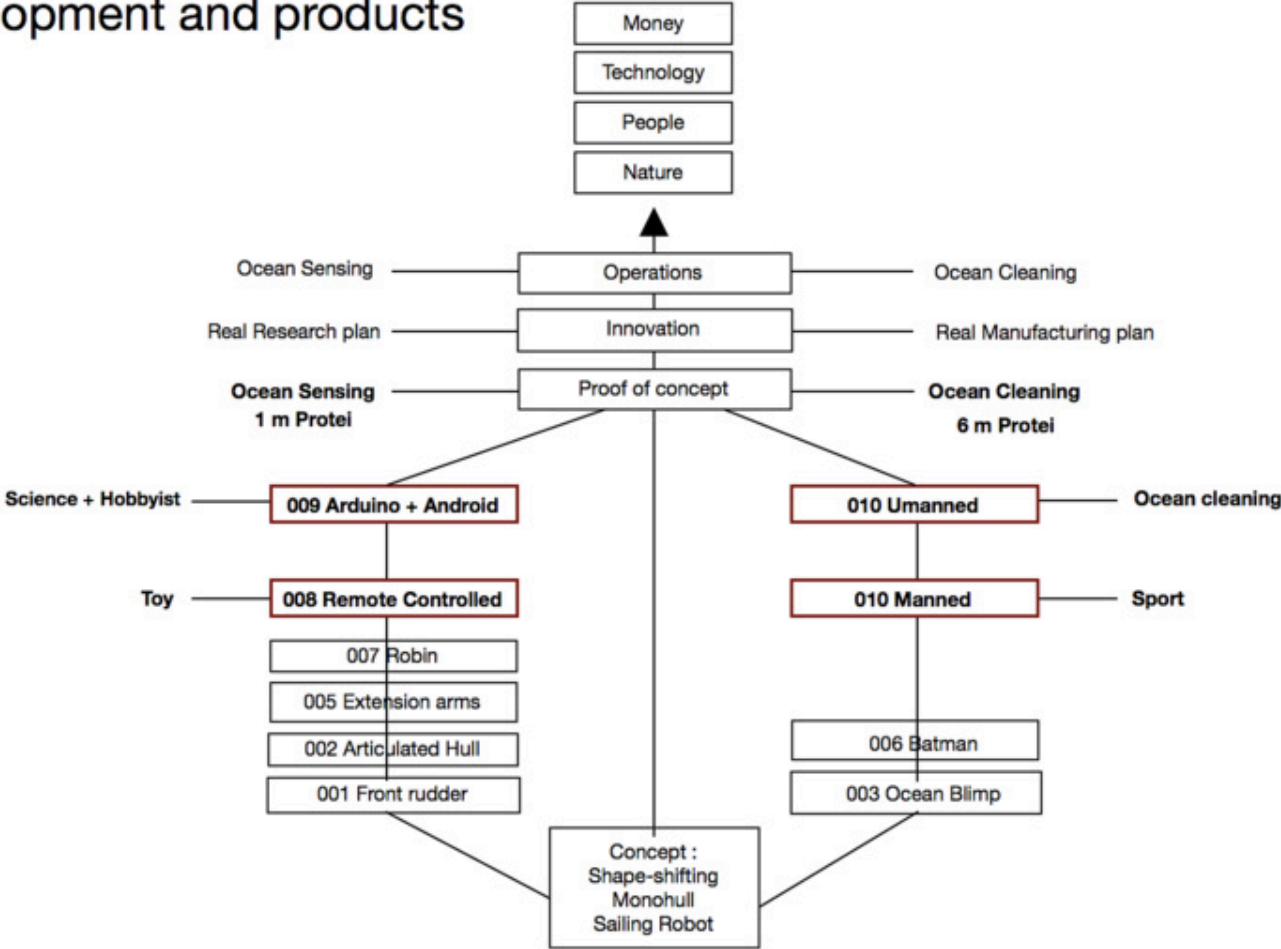 opment and products
Money
Technology
People
Nature
Ocean Sensing
Operations
Ocean Cleaning
Real Research plan
Innovation
Real Manufacturing plan
Ocean Sensing
1 m Protei
Proof of concept
Ocean Cleaning
6 m Protei
Science + Hobbyist
009 Arduino + Android
010 Umanned
Ocean cleaning
Toy
008 Remote Controlled
010 Manned
Sport
007 Robin
005 Extension arms
002 Articulated Hull
006 Batman
001 Front rudder
003 Ocean Blimp
Concept :
Shape-shifting
Monohull
Sailing Robot